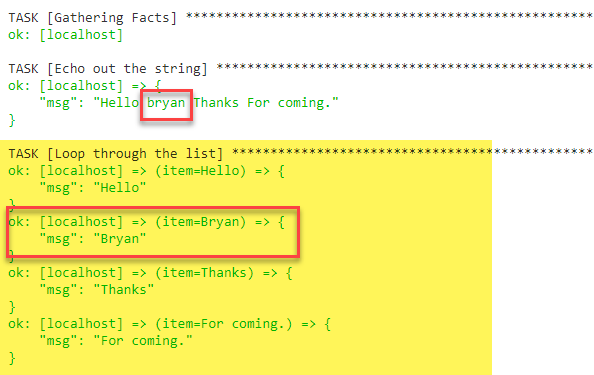 TASK [Gathering Facts] *****************************************************
ok: [localhost]
TASK [Echo out the string] *************************************************
ok: [localhost] => {
"msg": "Hello bryan Thanks For coming."
}
TASK [Loop through the list] ***********************************************
ok: [localhost] => (item=Hello) => {
"msg": "Hello"
}
ok: [localhost] => (item=Bryan) => {
"msg": "Bryan"
}
ok: [localhost] => (item=Thanks) => {
"msg": "Thanks"
}
ok: [localhost] => (item=For coming.) => {
"msg": "For coming."
}